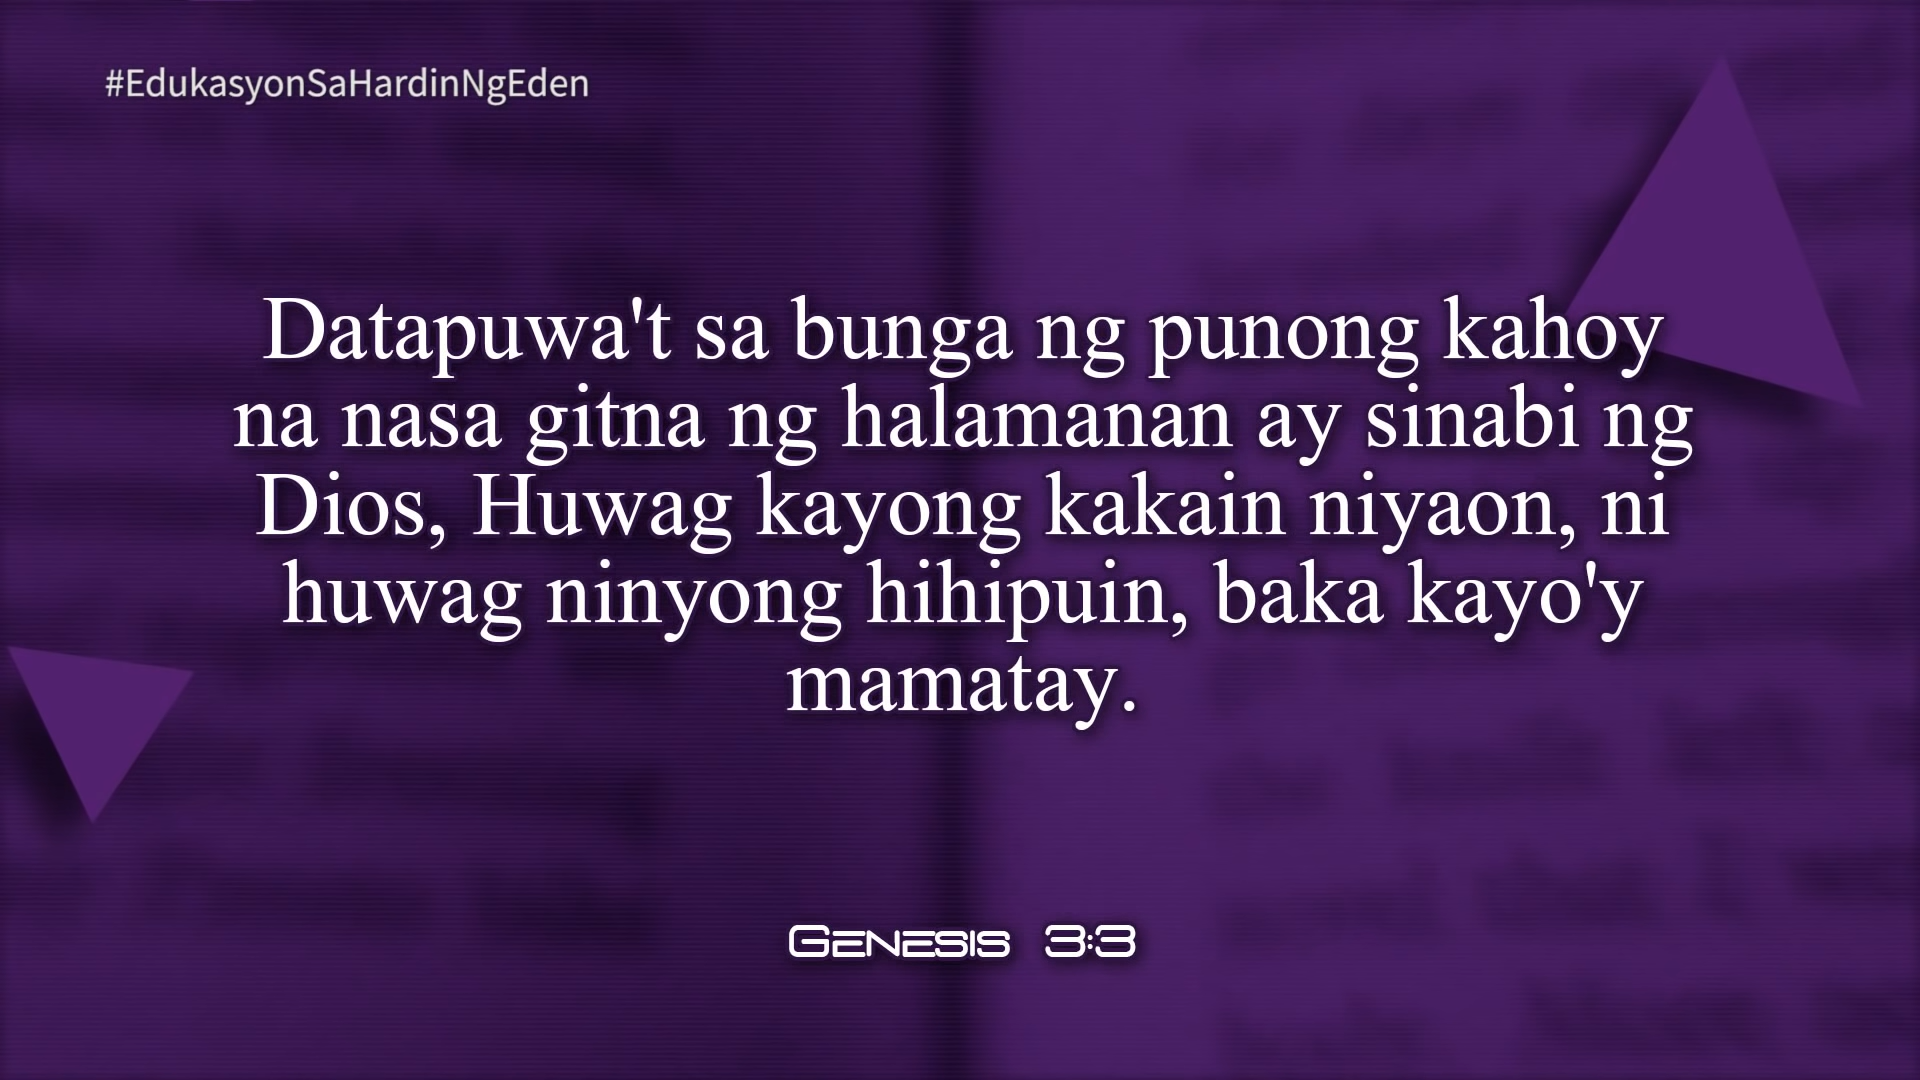 #EdukasyonSaHardinNgEden
Datapuwa't sa bunga ng punong kahoy
na nasa gitna ng halamanan ay sinabi ng
Dios, Huwag kayong kakain niyaon, ni
huwag ninyong hihipuin, baka kayo'y
mamatay.
Genesis 3:3